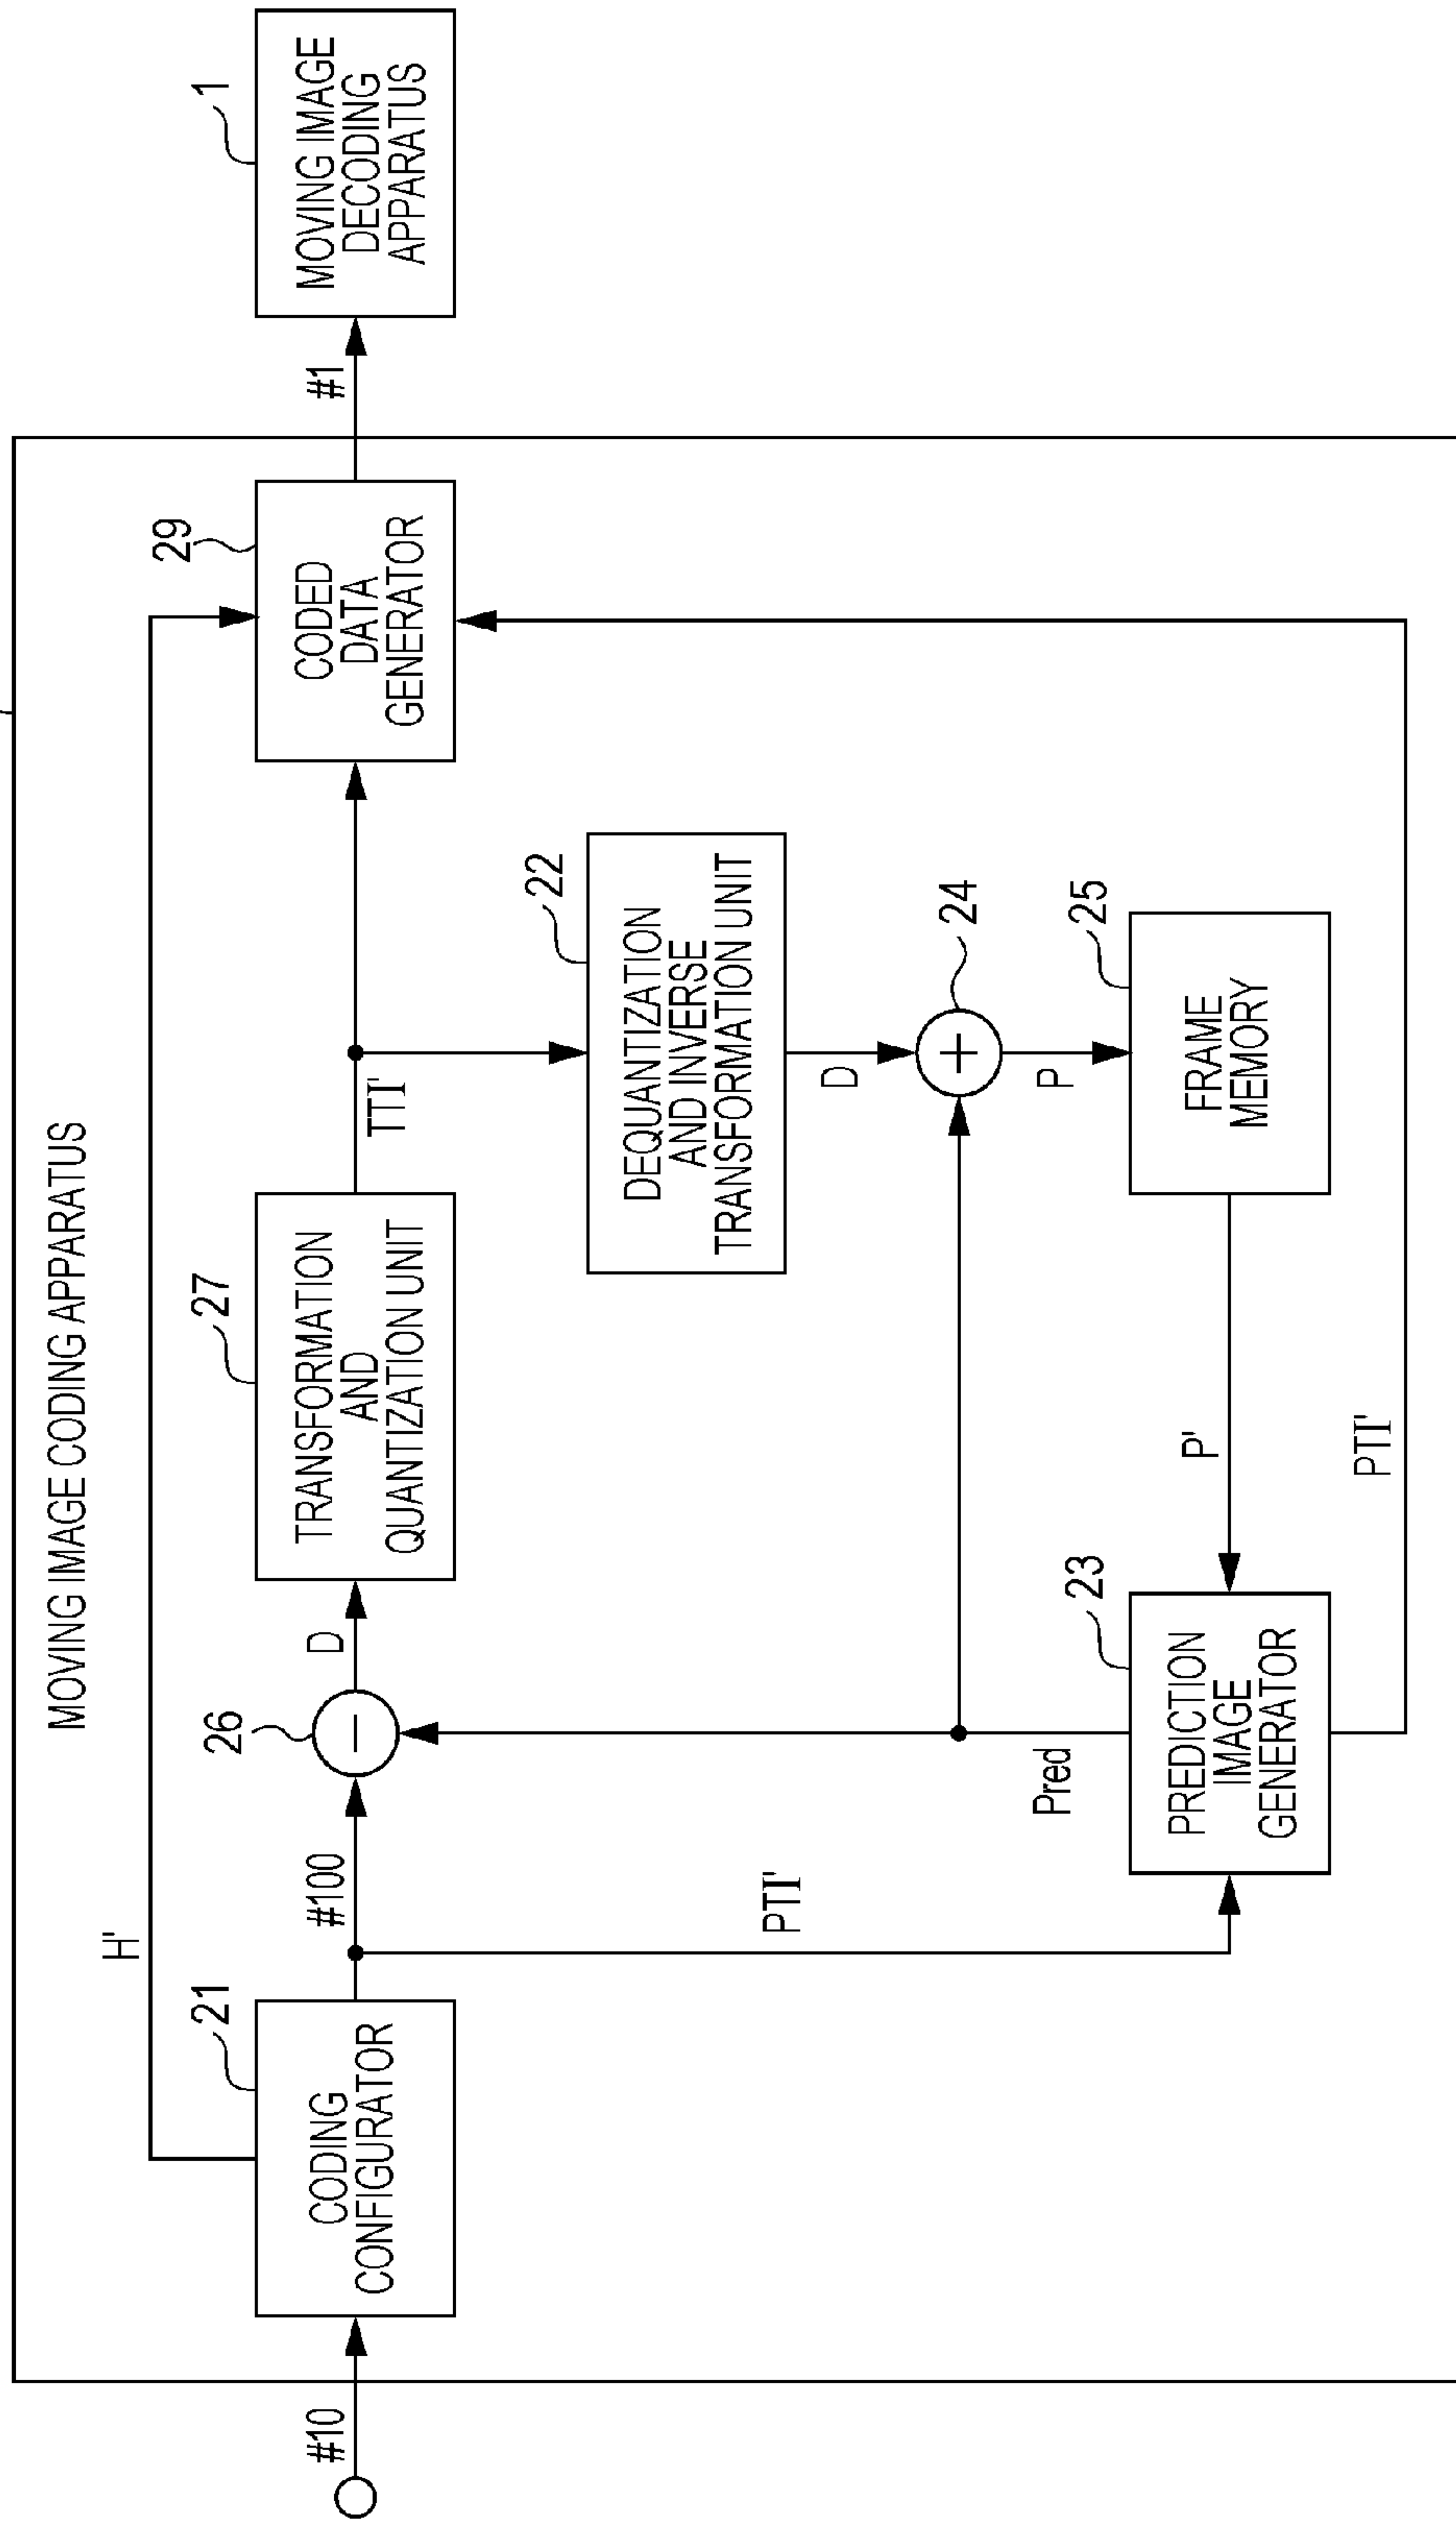 MOVING IMAGE CODING APPARATUS
H'
#10
21
CODING
CONFIGURATOR
#100
26
D
27
TRANSFORMATION
AND
QUANTIZATION UNIT
TTI'
29
CODED
DATA
GENERATOR
#1
1
MOVING IMAGE
DECODING
APPARATUS
22
DEQUANTIZATION
AND INVERSE
TRANSFORMATION UNIT
PTI'
D
24
Pred
P
25
FRAME
MEMORY
23
PREDICTION
IMAGE
GENERATOR
P'
PTI'